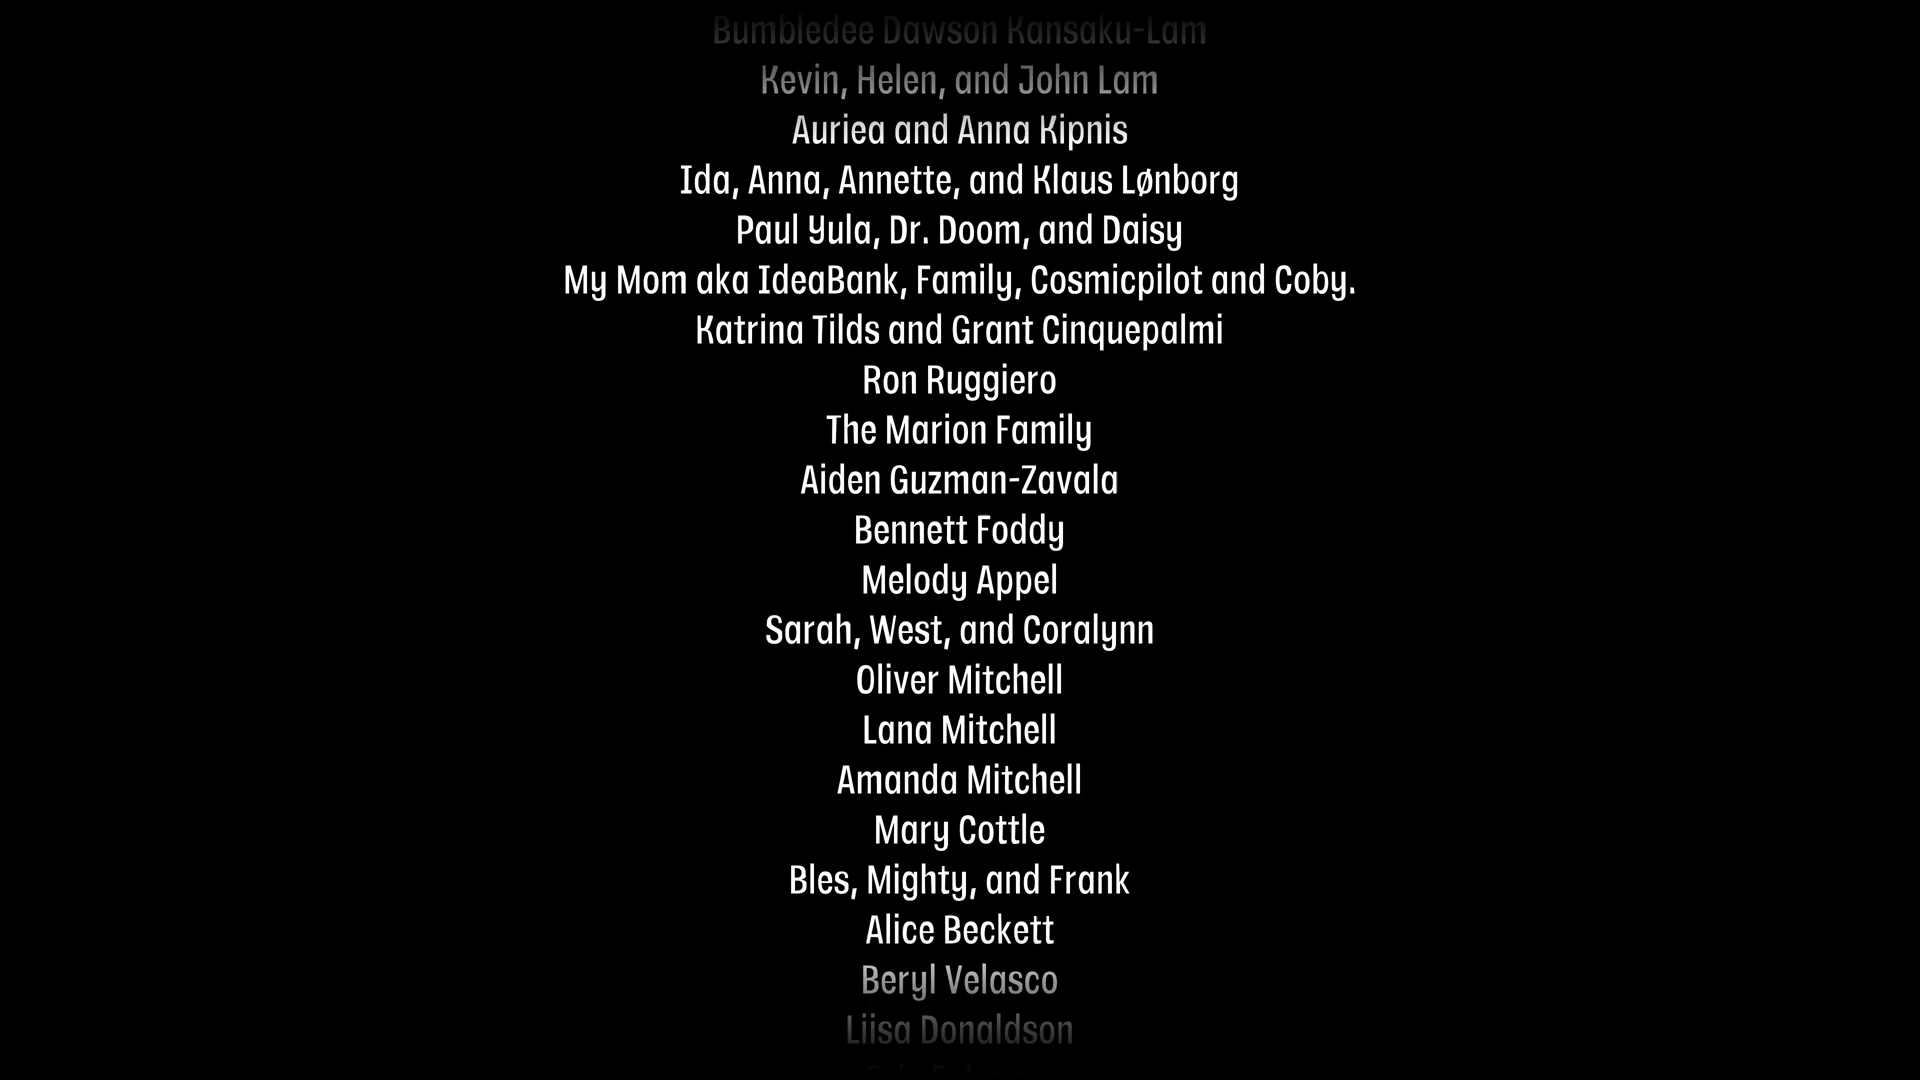 Bumbledee Dawson Kansaku-Lam
Kevin, Helen, and John Lam
Auriea and Anna Kipnis
Ida, Anna, Annette, and Klaus Lønborg
Paul Yula, Dr. Doom, and Daisy
My Mom aka IdeaBank, Family, Cosmicpilot and Coby.
Katrina Tilds and Grant Cinquepalmi
Ron Ruggiero
The Marion Family
Aiden Guzman-Zavala
Bennett Foddy
Melody Appel
Sarah, West, and Coralynn
Oliver Mitchell
Lana Mitchell
Amanda Mitchell
Mary Cottle
Bles, Mighty, and Frank
Alice Beckett
Beryl Velasco
Liisa Donaldson